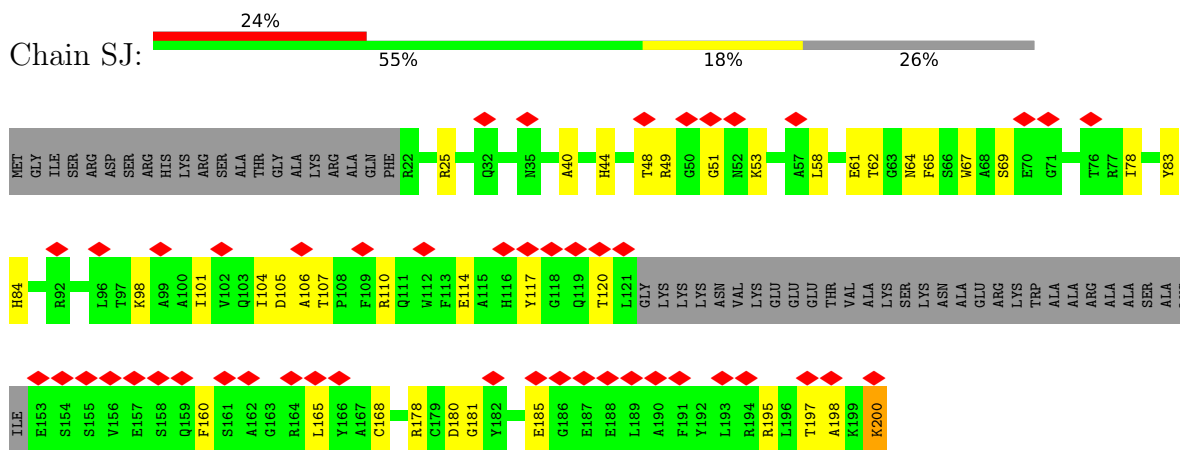 24%
Chain SJ:
55% 18% 26%
MET GLY ILE SER ARG ASP SER ARG HIS LYS ARG SER ALA THR GLY ALA LYS ARG ALA GLN PHE R22 R25 Q32 N35 A40 H44 T48 R49 G50 G51 N52 K53 A57 L58 E61 T62 G63 N64 F65 S66 W67 A68 S69 E70 G71 T76 R77 I78 Y83
H84 R92 L96 T97 K98 A99 A100 I101 V102 Q103 I104 D105 A106 T107 P108 F109 R110 Q111 W112 F113 E114 A115 H116 Y117 G118 Q119 T120 L121 GLY LYS LYS LYS ASN VAL LYS GLU GLU GLU THR VAL ALA LYS SER LYS ASN ALA GLU ARG LYS TRP ALA ALA ARG ALA ALA SER ALA
ILE E153 S154 S155 V156 E157 S158 Q159 F160 S161 A162 G163 R164 L165 Y166 A167 C168 R178 C179 D180 G181 Y182 E185 G186 E187 E188 L189 A190 F191 Y192 L193 R194 R195 L196 T197 A198 K199 K200